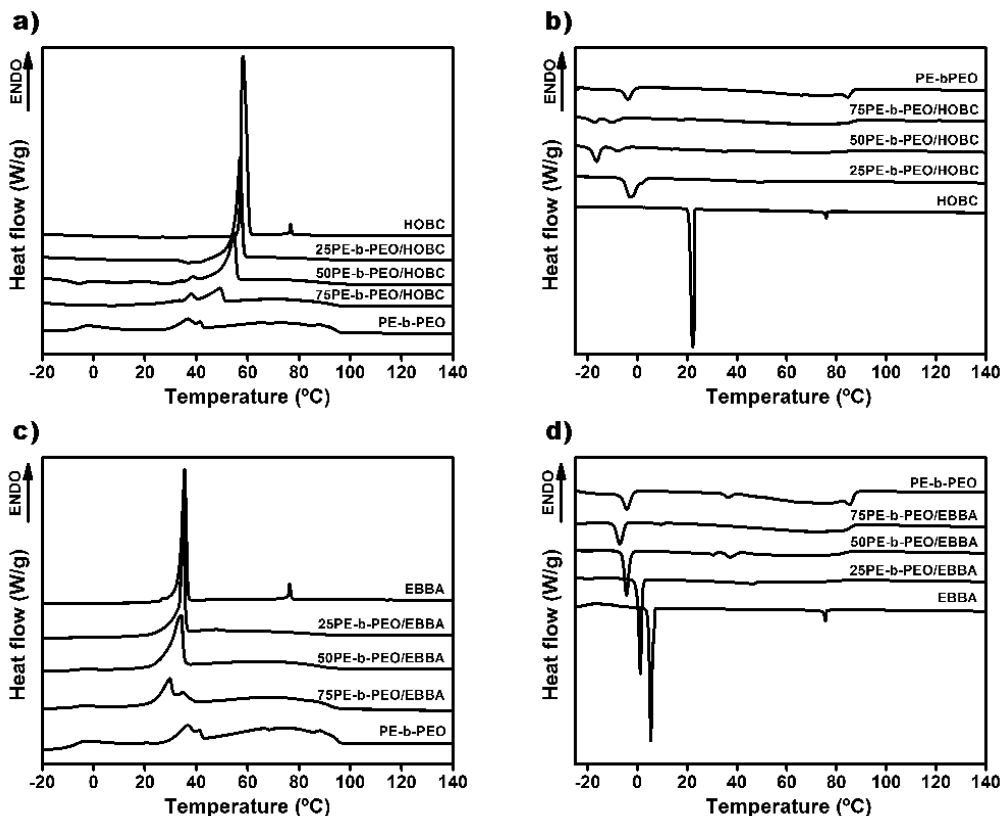 a)
ENDO
Heat flow (W/g)
HOBC
25PE-b-PEO/HOBC
50PE-b-PEO/HOBC
75PE-b-PEO/HOBC
PE-b-PEO
-20 0 20 40 60 80 100 120 140
Temperature (ºC)
b)
ENDO
Heat flow (W/g)
PE-bPEO
75PE-b-PEO/HOBC
50PE-b-PEO/HOBC
25PE-b-PEO/HOBC
HOBC
-20 0 20 40 60 80 100 120 140
Temperature (ºC)
c)
ENDO
Heat flow (W/g)
EBBA
25PE-b-PEO/EBBA
50PE-b-PEO/EBBA
75PE-b-PEO/EBBA
PE-b-PEO
-20 0 20 40 60 80 100 120 140
Temperature (ºC)
d)
ENDO
Heat flow (W/g)
PE-b-PEO
75PE-b-PEO/EBBA
50PE-b-PEO/EBBA
25PE-b-PEO/EBBA
EBBA
-20 0 20 40 60 80 100 120 140
Temperature (ºC)